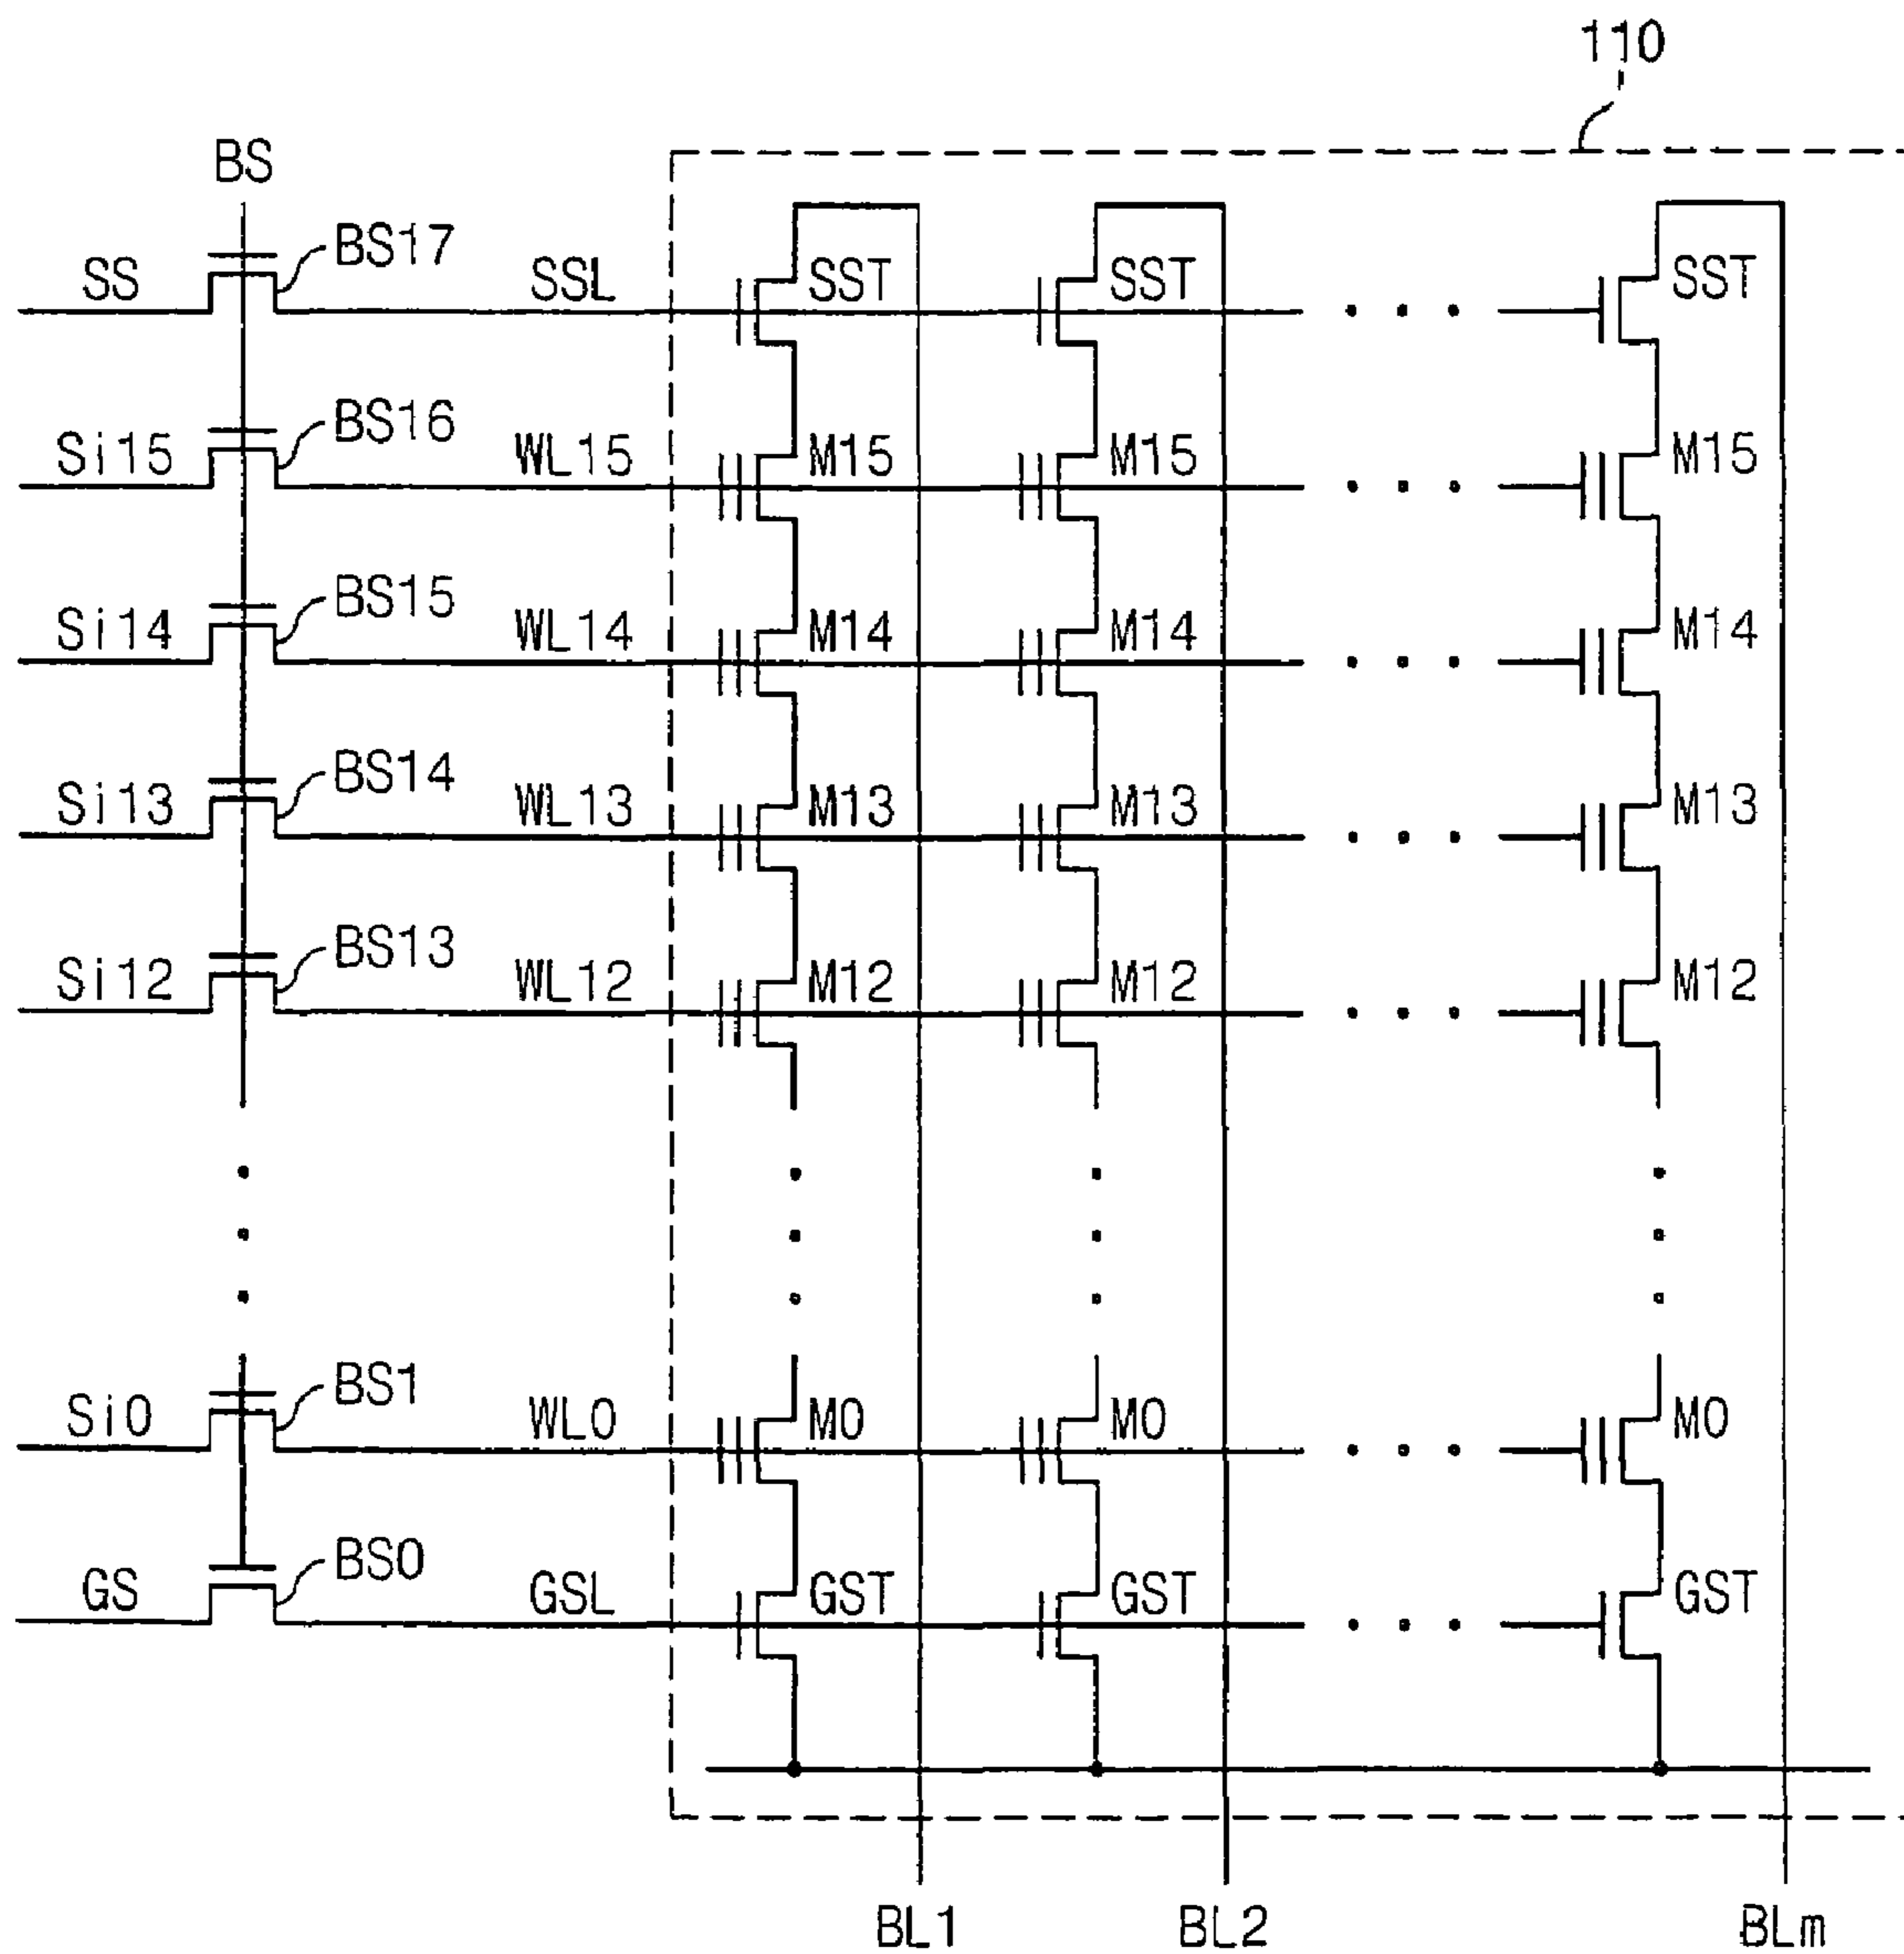 110
BS
SS BS17 SSL SST SST SST
Si15 BS16 WL15 M15 M15 M15
Si14 BS15 WL14 M14 M14 M14
Si13 BS14 WL13 M13 M13 M13
Si12 BS13 WL12 M12 M12 M12
Si0 BS1 WL0 M0 M0 M0
GS BS0 GSL GST GST GST
BL1 BL2 BLm